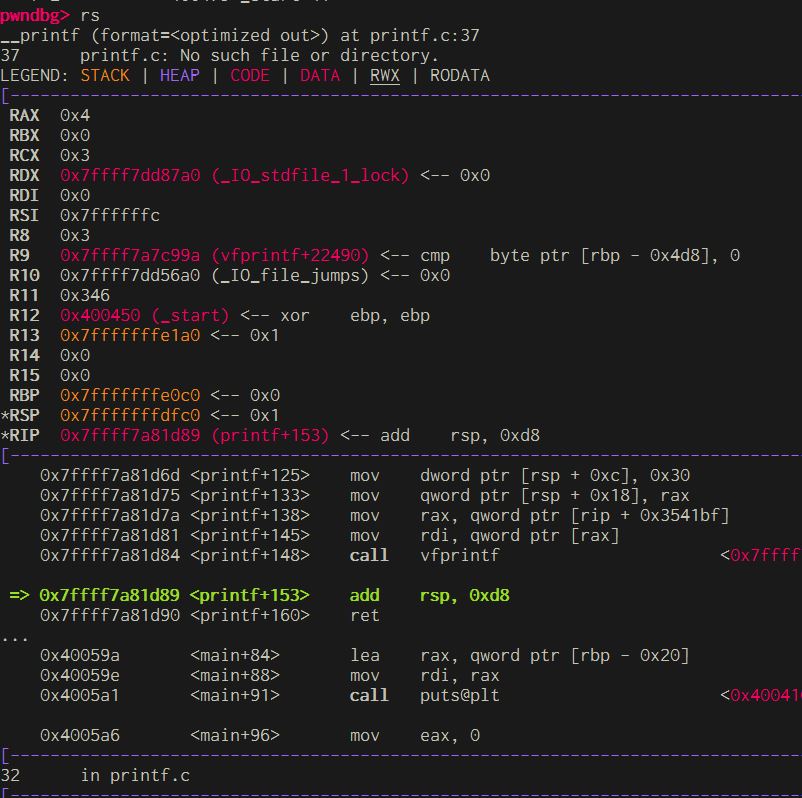 pwndbg> rs
__printf (format=<optimized out>) at printf.c:37
37      printf.c: No such file or directory.
LEGEND: STACK | HEAP | CODE | DATA | RWX | RODATA
RAX  0x4
RBX  0x0
RCX  0x3
RDX  0x7ffff7dd87a0 (_IO_stdfile_1_lock) <-- 0x0
RDI  0x0
RSI  0x7ffffffc
R8   0x3
R9   0x7ffff7a7c99a (vfprintf+22490) <-- cmp    byte ptr [rbp - 0x4d8], 0
R10  0x7ffff7dd56a0 (_IO_file_jumps) <-- 0x0
R11  0x346
R12  0x400450 (_start) <-- xor    ebp, ebp
R13  0x7fffffffe1a0 <-- 0x1
R14  0x0
R15  0x0
RBP  0x7fffffffe0c0 <-- 0x0
*RSP  0x7fffffffdfc0 <-- 0x1
*RIP  0x7ffff7a81d89 (printf+153) <-- add    rsp, 0xd8
0x7ffff7a81d6d <printf+125>    mov    dword ptr [rsp + 0xc], 0x30
0x7ffff7a81d75 <printf+133>    mov    qword ptr [rsp + 0x18], rax
0x7ffff7a81d7a <printf+138>    mov    rax, qword ptr [rip + 0x3541bf]
0x7ffff7a81d81 <printf+145>    mov    rdi, qword ptr [rax]
0x7ffff7a81d84 <printf+148>    call   vfprintf                      <0x7ffff
=> 0x7ffff7a81d89 <printf+153>    add    rsp, 0xd8
0x7ffff7a81d90 <printf+160>    ret
...
0x40059a       <main+84>       lea    rax, qword ptr [rbp - 0x20]
0x40059e       <main+88>       mov    rdi, rax
0x4005a1       <main+91>       call   puts@plt                      <0x40041
0x4005a6       <main+96>       mov    eax, 0
32      in printf.c